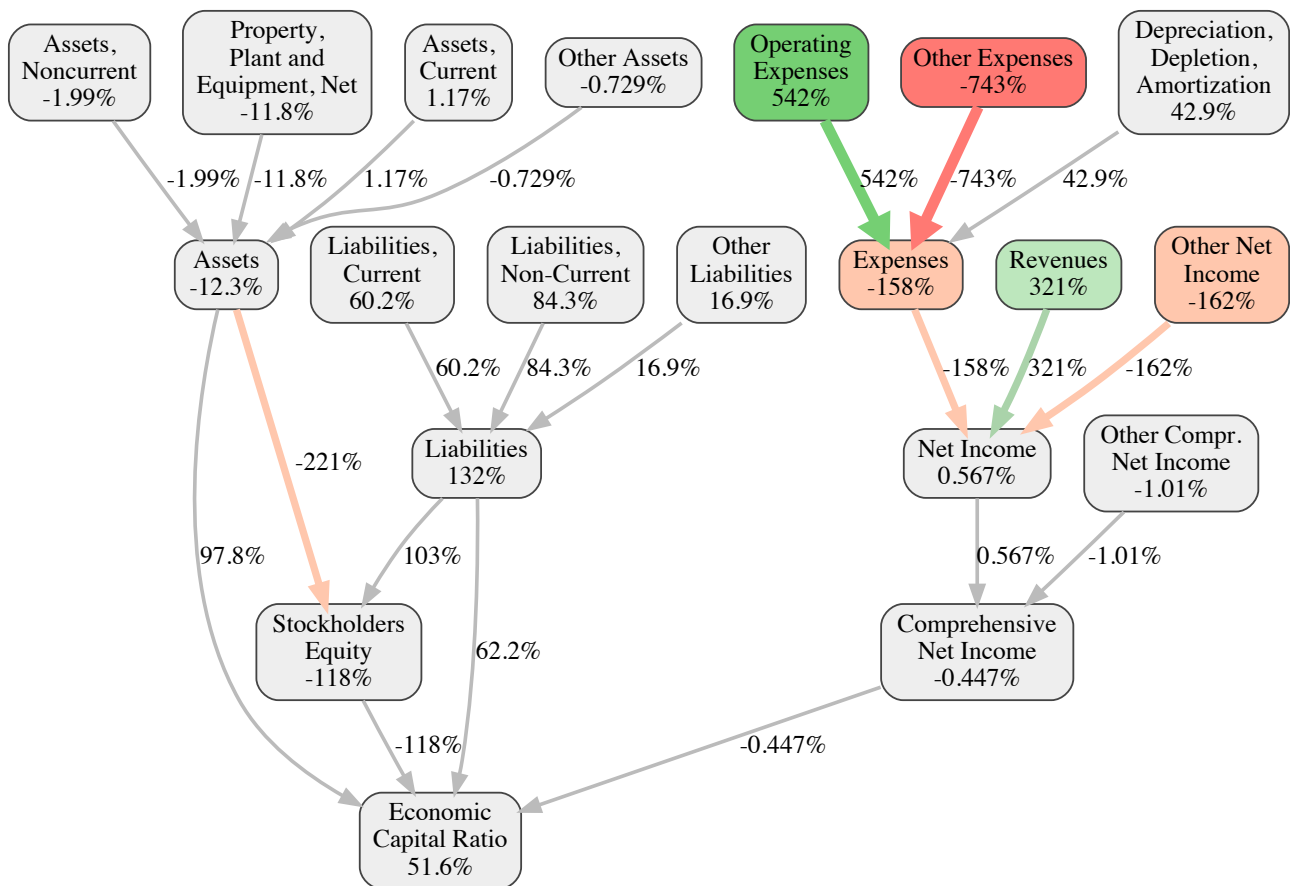 Assets,
Noncurrent
-1.99%
Property,
Plant and
Equipment, Net
-11.8%
Assets,
Current
1.17%
Other Assets
-0.729%
Operating
Expenses
542%
Other Expenses
-743%
Depreciation,
Depletion,
Amortization
42.9%
-1.99%
-11.8%
1.17%
-0.729%
542%
-743%
42.9%
Assets
-12.3%
Liabilities,
Current
60.2%
Liabilities,
Non-Current
84.3%
Other
Liabilities
16.9%
Expenses
-158%
Revenues
321%
Other Net
Income
-162%
60.2%
84.3%
16.9%
-158%
321%
-162%
-221%
Liabilities
132%
Net Income
0.567%
Other Compr.
Net Income
-1.01%
97.8%
103%
0.567%
-1.01%
Stockholders
Equity
-118%
62.2%
Comprehensive
Net Income
-0.447%
-118%
-0.447%
Economic
Capital Ratio
51.6%